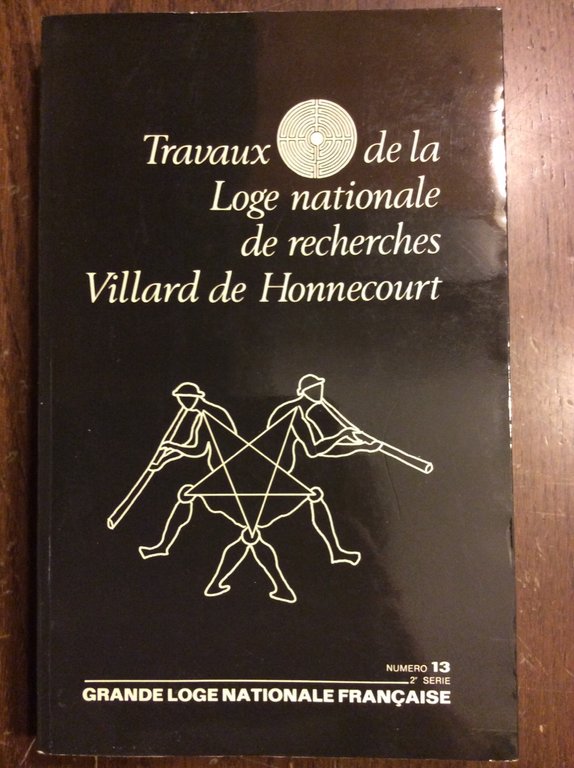 Travaux de la
Loge nationale
de recherches
Villard de Honnecourt
NUMERO 13
2e SERIE
GRANDE LOGE NATIONALE FRANÇAISE